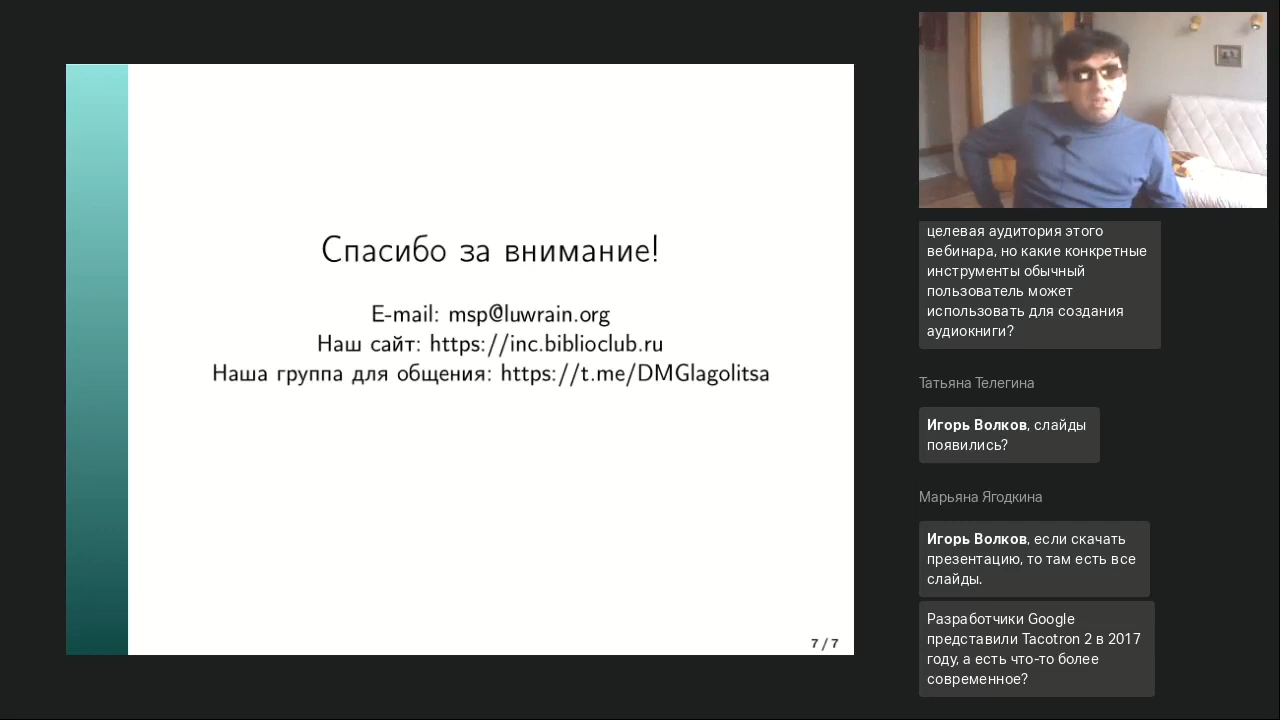 Спасибо за внимание!
E-mail: msp@luwrain.org
Наш сайт: https://inc.biblioclub.ru
Наша группа для общения: https://t.me/DMGlagolitsa
7 / 7
целевая аудитория этого
вебинара, но какие конкретные
инструменты обычный
пользователь может
использовать для создания
аудиокниги?
Татьяна Телегина
Игорь Волков, слайды
появились?
Марьяна Ягодкина
Игорь Волков, если скачать
презентацию, то там есть все
слайды.
Разработчики Google
представили Tacotron 2 в 2017
году, а есть что-то более
современное?